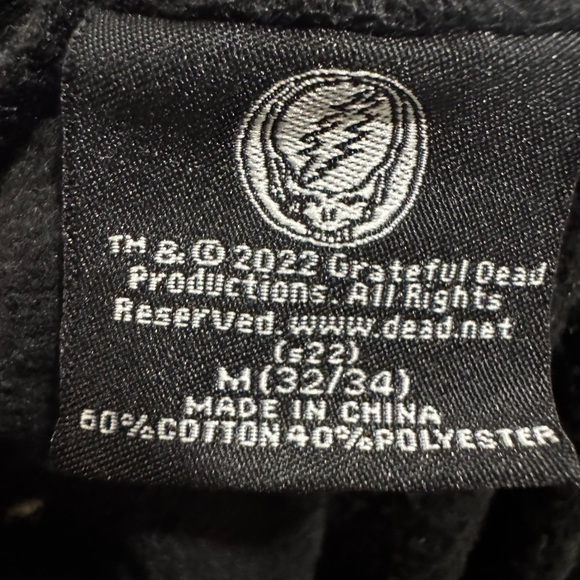 TM & © 2022 Grateful Dead
Productions. All Rights
Reserved. www.dead.net
(s22)
M (32/34)
MADE IN CHINA
60%COTTON 40%POLYESTER